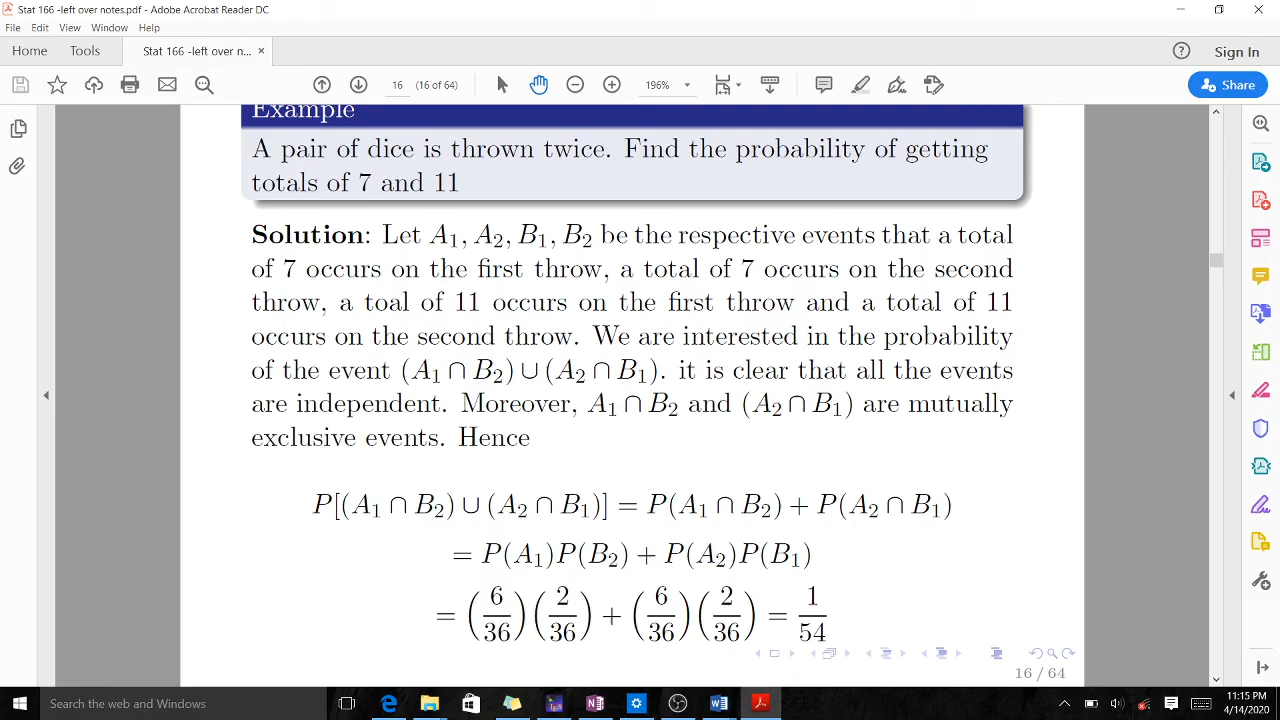 Stat 166 -left over notes.pdf - Adobe Acrobat Reader DC
File Edit View Window Help
Home Tools Stat 166 -left over n... × Sign In
16 (16 of 64) 196% Share
Example
A pair of dice is thrown twice. Find the probability of getting
totals of 7 and 11
Solution: Let A₁, A₂, B₁, B₂ be the respective events that a total
of 7 occurs on the first throw, a total of 7 occurs on the second
throw, a toal of 11 occurs on the first throw and a total of 11
occurs on the second throw. We are interested in the probability
of the event (A₁ ∩ B₂) ∪ (A₂ ∩ B₁). it is clear that all the events
are independent. Moreover, A₁ ∩ B₂ and (A₂ ∩ B₁) are mutually
exclusive events. Hence
P[(A₁ ∩ B₂) ∪ (A₂ ∩ B₁)] = P(A₁ ∩ B₂) + P(A₂ ∩ B₁)
= P(A₁)P(B₂) + P(A₂)P(B₁)
= (6/36)(2/36) + (6/36)(2/36) = 1/54
16 / 64
Search the web and Windows
11:15 PM
4/14/2020